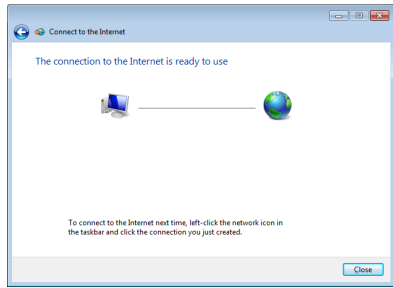 Connect to the Internet
The connection to the Internet is ready to use
To connect to the Internet next time, left-click the network icon in
the taskbar and click the connection you just created.
Close